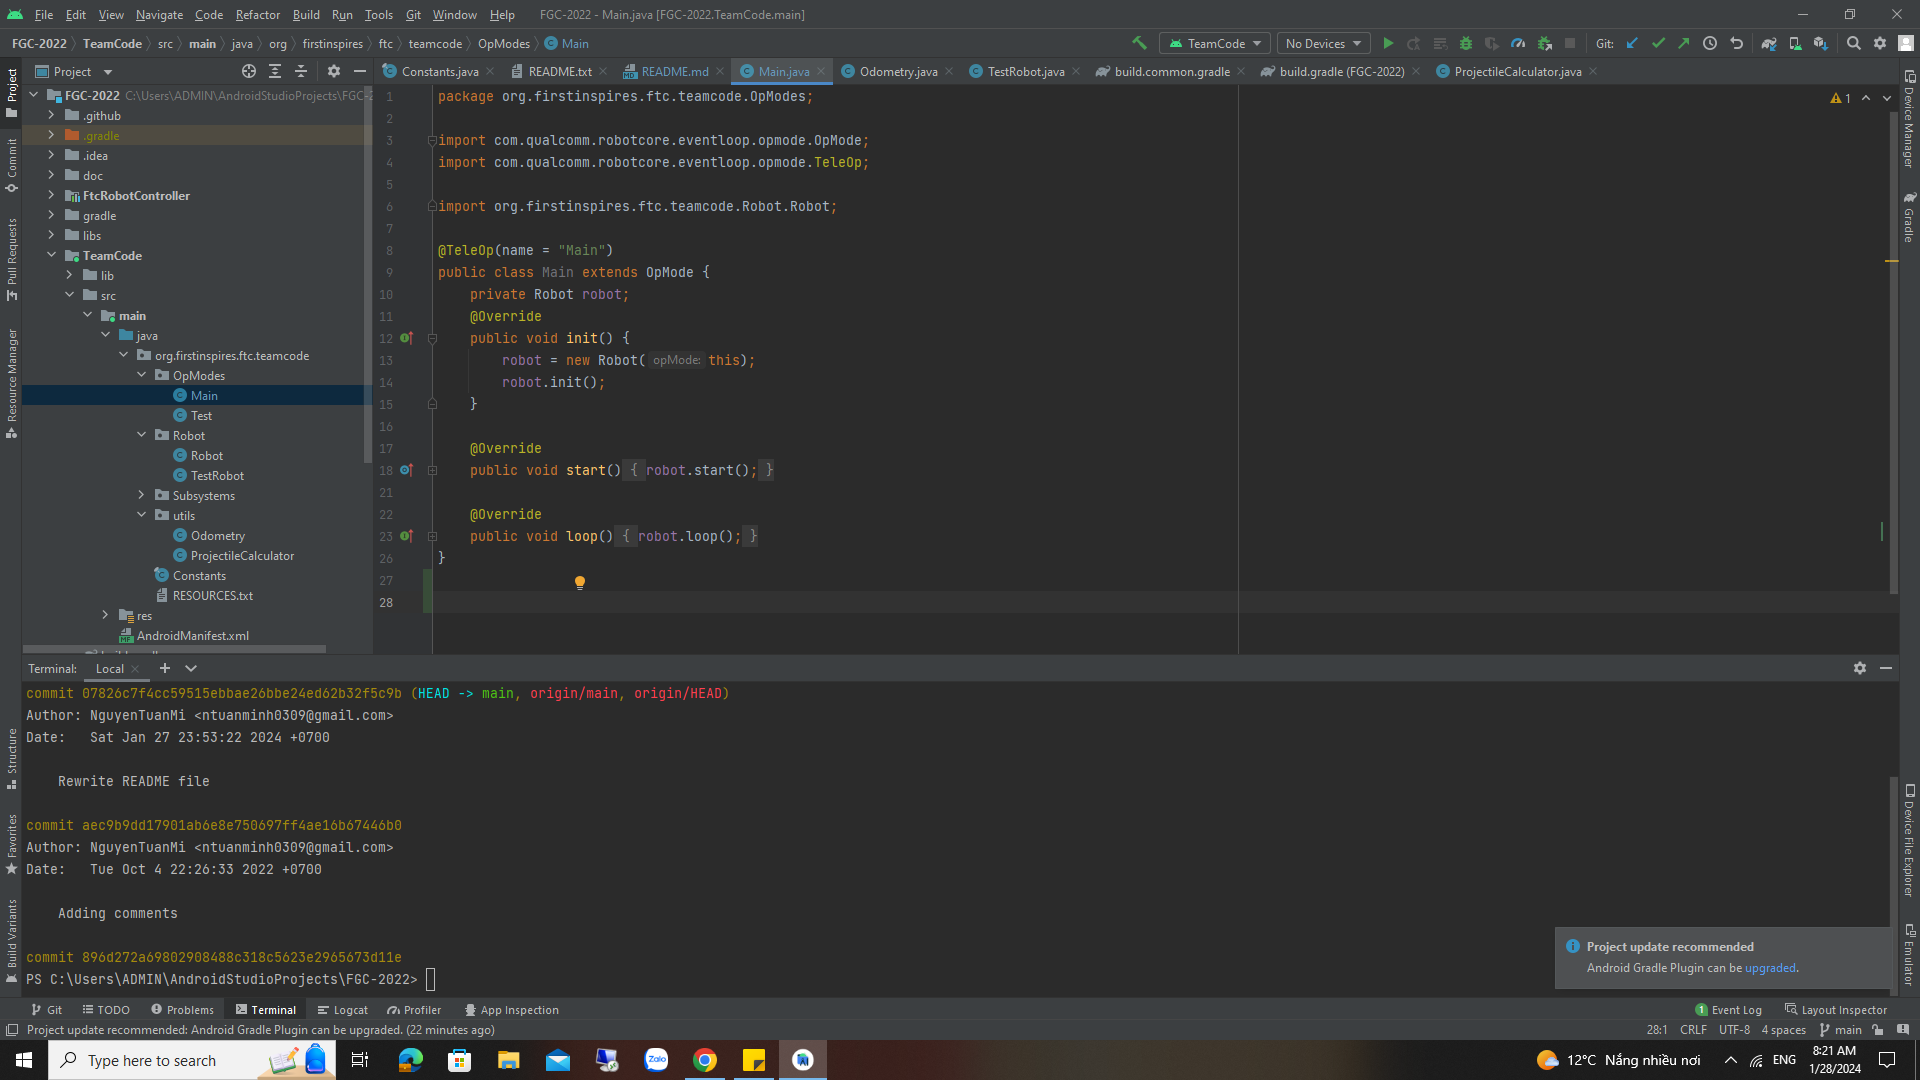 File Edit View Navigate Code Refactor Build Run Tools Git Window Help FGC-2022 - Main.java [FGC-2022.TeamCode.main]
FGC-2022 TeamCode src main java org firstinspires ftc teamcode OpModes Main
TeamCode No Devices Git:
Project
Constants.java README.txt README.md Main.java Odometry.java TestRobot.java build.common.gradle build.gradle (FGC-2022) ProjectileCalculator.java
FGC-2022 C:\Users\ADMIN\AndroidStudioProjects\FGC-2
.github
.gradle
.idea
doc
FtcRobotController
gradle
libs
TeamCode
lib
src
main
java
org.firstinspires.ftc.teamcode
OpModes
Main
Test
Robot
Robot
TestRobot
Subsystems
utils
Odometry
ProjectileCalculator
Constants
RESOURCES.txt
res
AndroidManifest.xml
1 package org.firstinspires.ftc.teamcode.OpModes;
2
3 import com.qualcomm.robotcore.eventloop.opmode.OpMode;
4 import com.qualcomm.robotcore.eventloop.opmode.TeleOp;
5
6 import org.firstinspires.ftc.teamcode.Robot.Robot;
7
8 @TeleOp(name = "Main")
9 public class Main extends OpMode {
10 private Robot robot;
11 @Override
12 public void init() {
13 robot = new Robot( opMode: this);
14 robot.init();
15 }
16
17 @Override
18 public void start() { robot.start(); }
21
22 @Override
23 public void loop() { robot.loop(); }
26 }
27
28
1
Project
Commit
Pull Requests
Resource Manager
Structure
Favorites
Build Variants
Device Manager
Gradle
Device File Explorer
Emulator
Terminal: Local
commit 07826c7f4cc59515ebbae26bbe24ed62b32f5c9b (HEAD -> main, origin/main, origin/HEAD)
Author: NguyenTuanMi <ntuanminh0309@gmail.com>
Date: Sat Jan 27 23:53:22 2024 +0700
Rewrite README file
commit aec9b9dd17901ab6e8e750697ff4ae16b67446b0
Author: NguyenTuanMi <ntuanminh0309@gmail.com>
Date: Tue Oct 4 22:26:33 2022 +0700
Adding comments
commit 896d272a69802908488c318c5623e2965673d11e
PS C:\Users\ADMIN\AndroidStudioProjects\FGC-2022>
Project update recommended
Android Gradle Plugin can be upgraded.
Git TODO Problems Terminal Logcat Profiler App Inspection 1 Event Log Layout Inspector
Project update recommended: Android Gradle Plugin can be upgraded. (22 minutes ago) 28:1 CRLF UTF-8 4 spaces main
Type here to search
Zalo
12°C Nắng nhiều nơi ENG
8:21 AM
1/28/2024